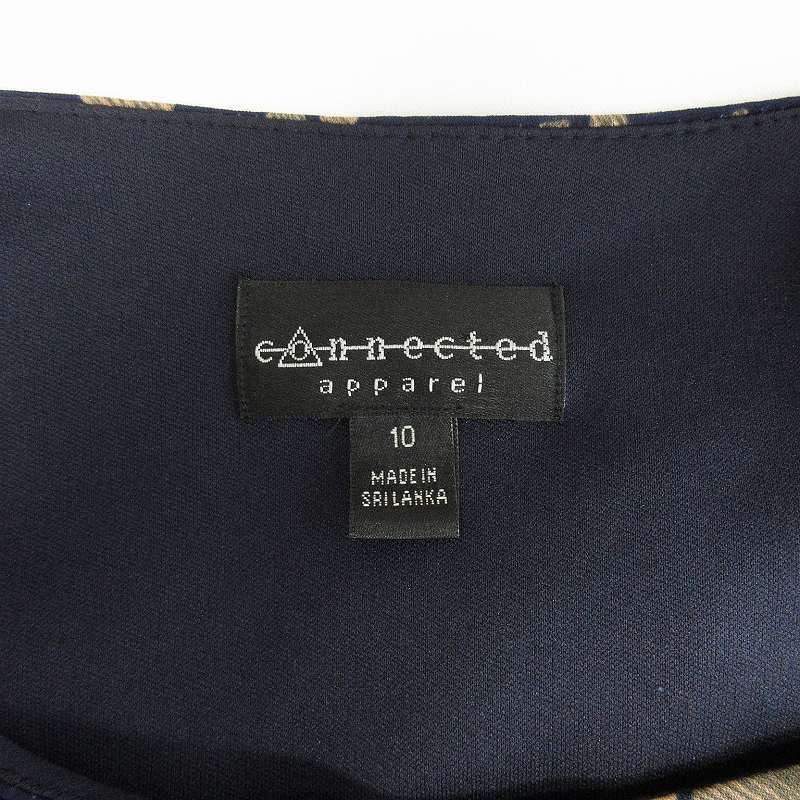 connected
apparel
10
MADE IN
SRI LANKA